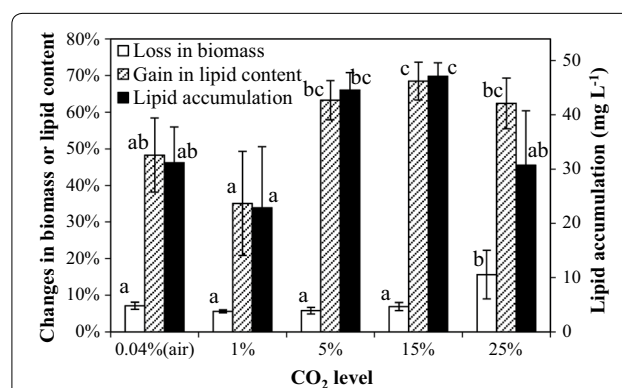 Changes in biomass or lipid content
80%
70%
60%
50%
40%
30%
20%
10%
0%
Loss in biomass
Gain in lipid content
Lipid accumulation
a
ab
ab
a
a
a
a
bc
bc
a
c
c
b
bc
ab
50
40
30
20
10
0
Lipid accumulation (mg L-1)
0.04%(air)
1%
5%
15%
25%
CO2 level